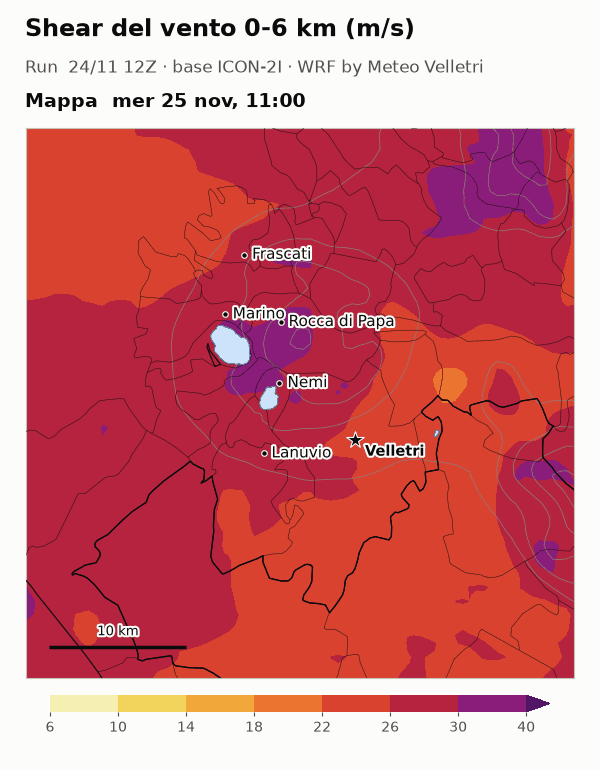 Shear del vento 0-6 km (m/s)
Run  24/11 12Z · base ICON-2I · WRF by Meteo Velletri
Mappa  mer 25 nov, 11:00
Frascati
Marino
Rocca di Papa
Nemi
Velletri
Lanuvio
10 km
6 10 14 18 22 26 30 40